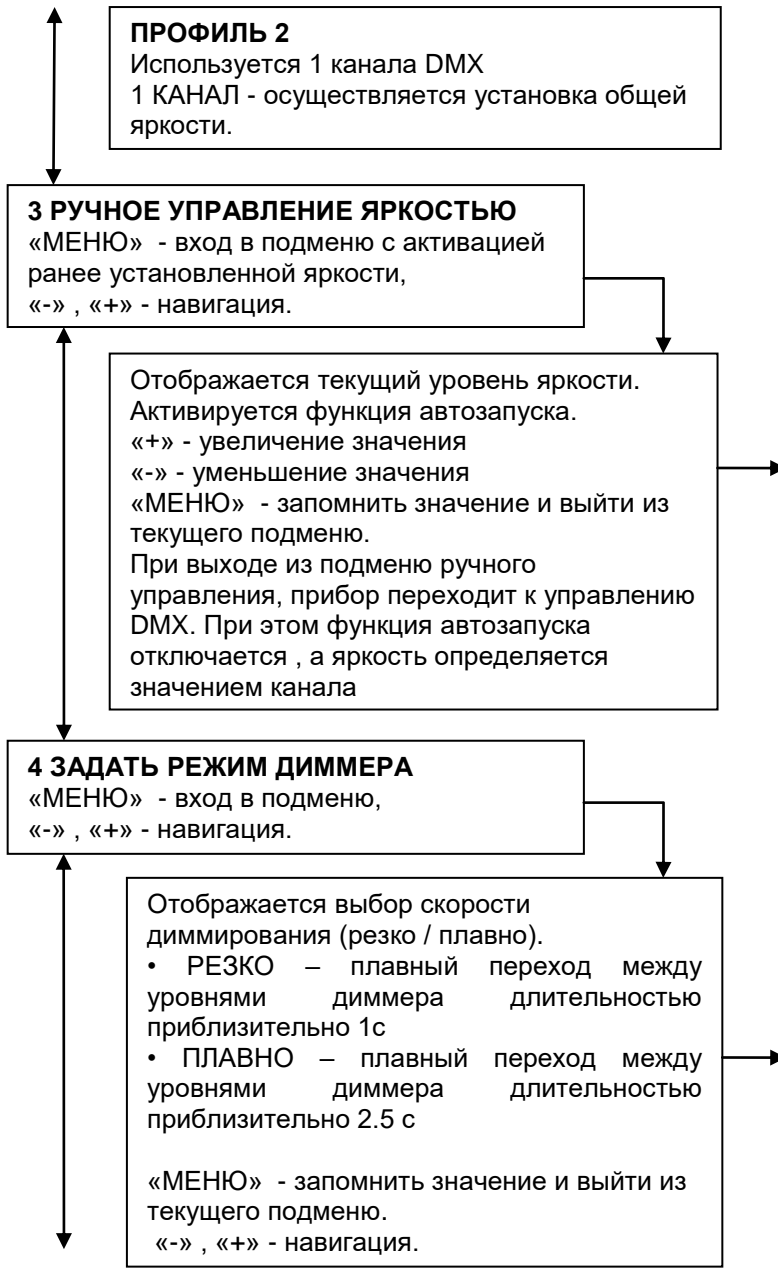 ПРОФИЛЬ 2
Используется 1 канала DMX
1 КАНАЛ - осуществляется установка общей
яркости.
3 РУЧНОЕ УПРАВЛЕНИЕ ЯРКОСТЬЮ
«МЕНЮ» - вход в подменю с активацией
ранее установленной яркости,
«-» , «+» - навигация.
Отображается текущий уровень яркости.
Активируется функция автозапуска.
«+» - увеличение значения
«-» - уменьшение значения
«МЕНЮ» - запомнить значение и выйти из
текущего подменю.
При выходе из подменю ручного
управления, прибор переходит к управлению
DMX. При этом функция автозапуска
отключается , а яркость определяется
значением канала
4 ЗАДАТЬ РЕЖИМ ДИММЕРА
«МЕНЮ» - вход в подменю,
«-» , «+» - навигация.
Отображается выбор скорости
диммирования (резко / плавно).
• РЕЗКО – плавный переход между
уровнями диммера длительностью
приблизительно 1с
• ПЛАВНО – плавный переход между
уровнями диммера длительностью
приблизительно 2.5 с
«МЕНЮ» - запомнить значение и выйти из
текущего подменю.
«-» , «+» - навигация.